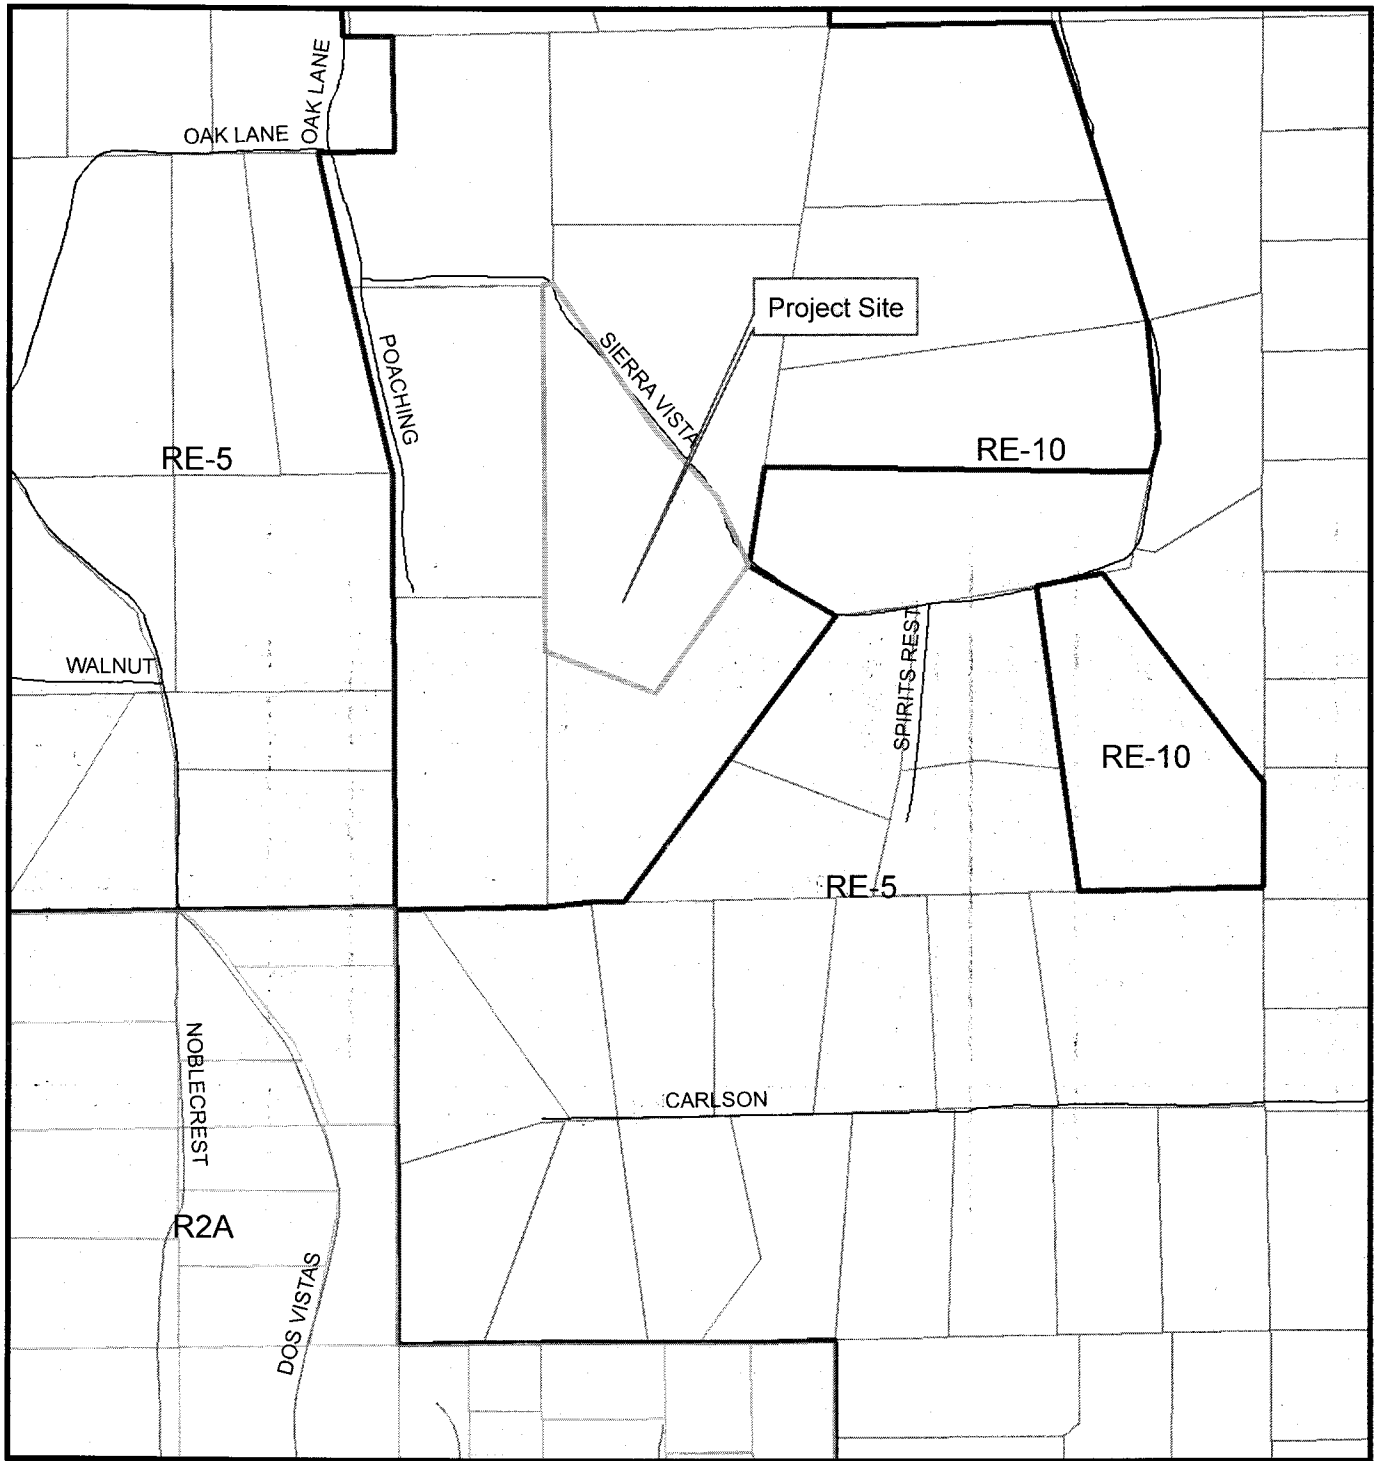 OAK LANE
OAK LANE
Project Site
SIERRA VISTA
POACHING
RE-5
RE-10
WALNUT
SPIRITS REST
RE-10
RE-5
NOBLECREST
CARLSON
R2A
DOS VISTAS